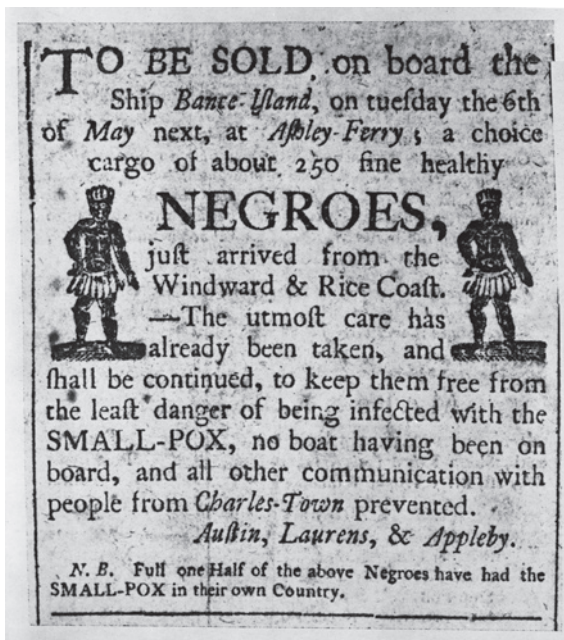 TO BE SOLD, on board the
Ship Bance-Iſland, on tueſday the 6th
of May next, at Aſhley-Ferry; a choice
cargo of about 250 fine healthy
NEGROES,
juſt arrived from the
Windward & Rice Coaſt.
—The utmoſt care has
already been taken, and
ſhall be continued, to keep them free from
the leaſt danger of being infected with the
SMALL-POX, no boat having been on
board, and all other communication with
people from Charles-Town prevented.
Auſtin, Laurens, & Appleby.
N. B. Full one Half of the above Negroes have had the
SMALL-POX in their own Country.